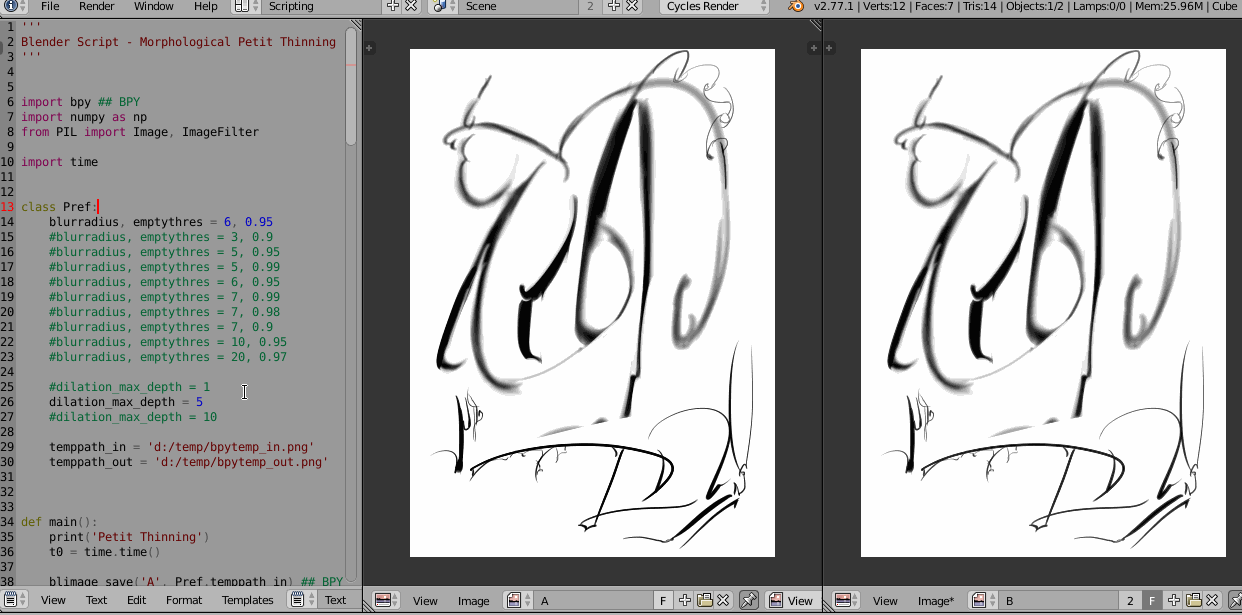 File Render Window Help Scripting Scene 2 Cycles Render v2.77.1 | Verts:12 | Faces:7 | Tris:14 | Objects:1/2 | Lamps:0/0 | Mem:25.96M | Cube
1 '''
2 Blender Script - Morphological Petit Thinning
3 '''
4
5
6 import bpy ## BPY
7 import numpy as np
8 from PIL import Image, ImageFilter
9
10 import time
11
12
13 class Pref:
14 blurradius, emptythres = 6, 0.95
15 #blurradius, emptythres = 3, 0.9
16 #blurradius, emptythres = 5, 0.95
17 #blurradius, emptythres = 5, 0.99
18 #blurradius, emptythres = 6, 0.95
19 #blurradius, emptythres = 7, 0.99
20 #blurradius, emptythres = 7, 0.98
21 #blurradius, emptythres = 7, 0.9
22 #blurradius, emptythres = 10, 0.95
23 #blurradius, emptythres = 20, 0.97
24
25 #dilation_max_depth = 1
26 dilation_max_depth = 5
27 #dilation_max_depth = 10
28
29 temppath_in = 'd:/temp/bpytemp_in.png'
30 temppath_out = 'd:/temp/bpytemp_out.png'
31
32
33
34 def main():
35 print('Petit Thinning')
36 t0 = time.time()
37
38 blimage_save('A', Pref.temppath_in) ## BPY
View Text Edit Format Templates Text
View Image A F View
View Image* B 2 F